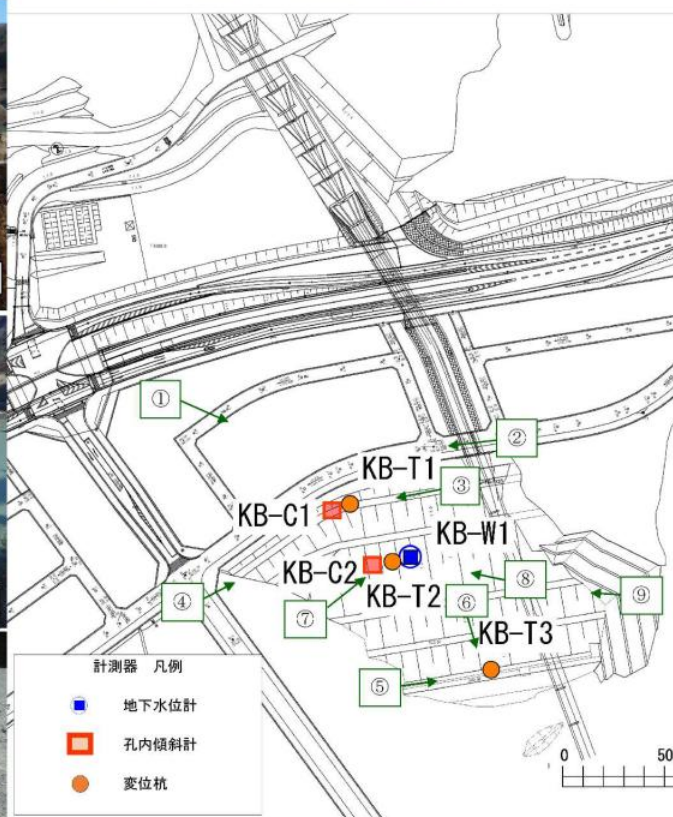 ①
②
KB-T1
③
KB-C1
KB-W1
KB-C2
⑧
④
KB-T2
⑨
⑦
⑥
KB-T3
⑤
計測器 凡例
地下水位計
孔内傾斜計
変位杭
0
50